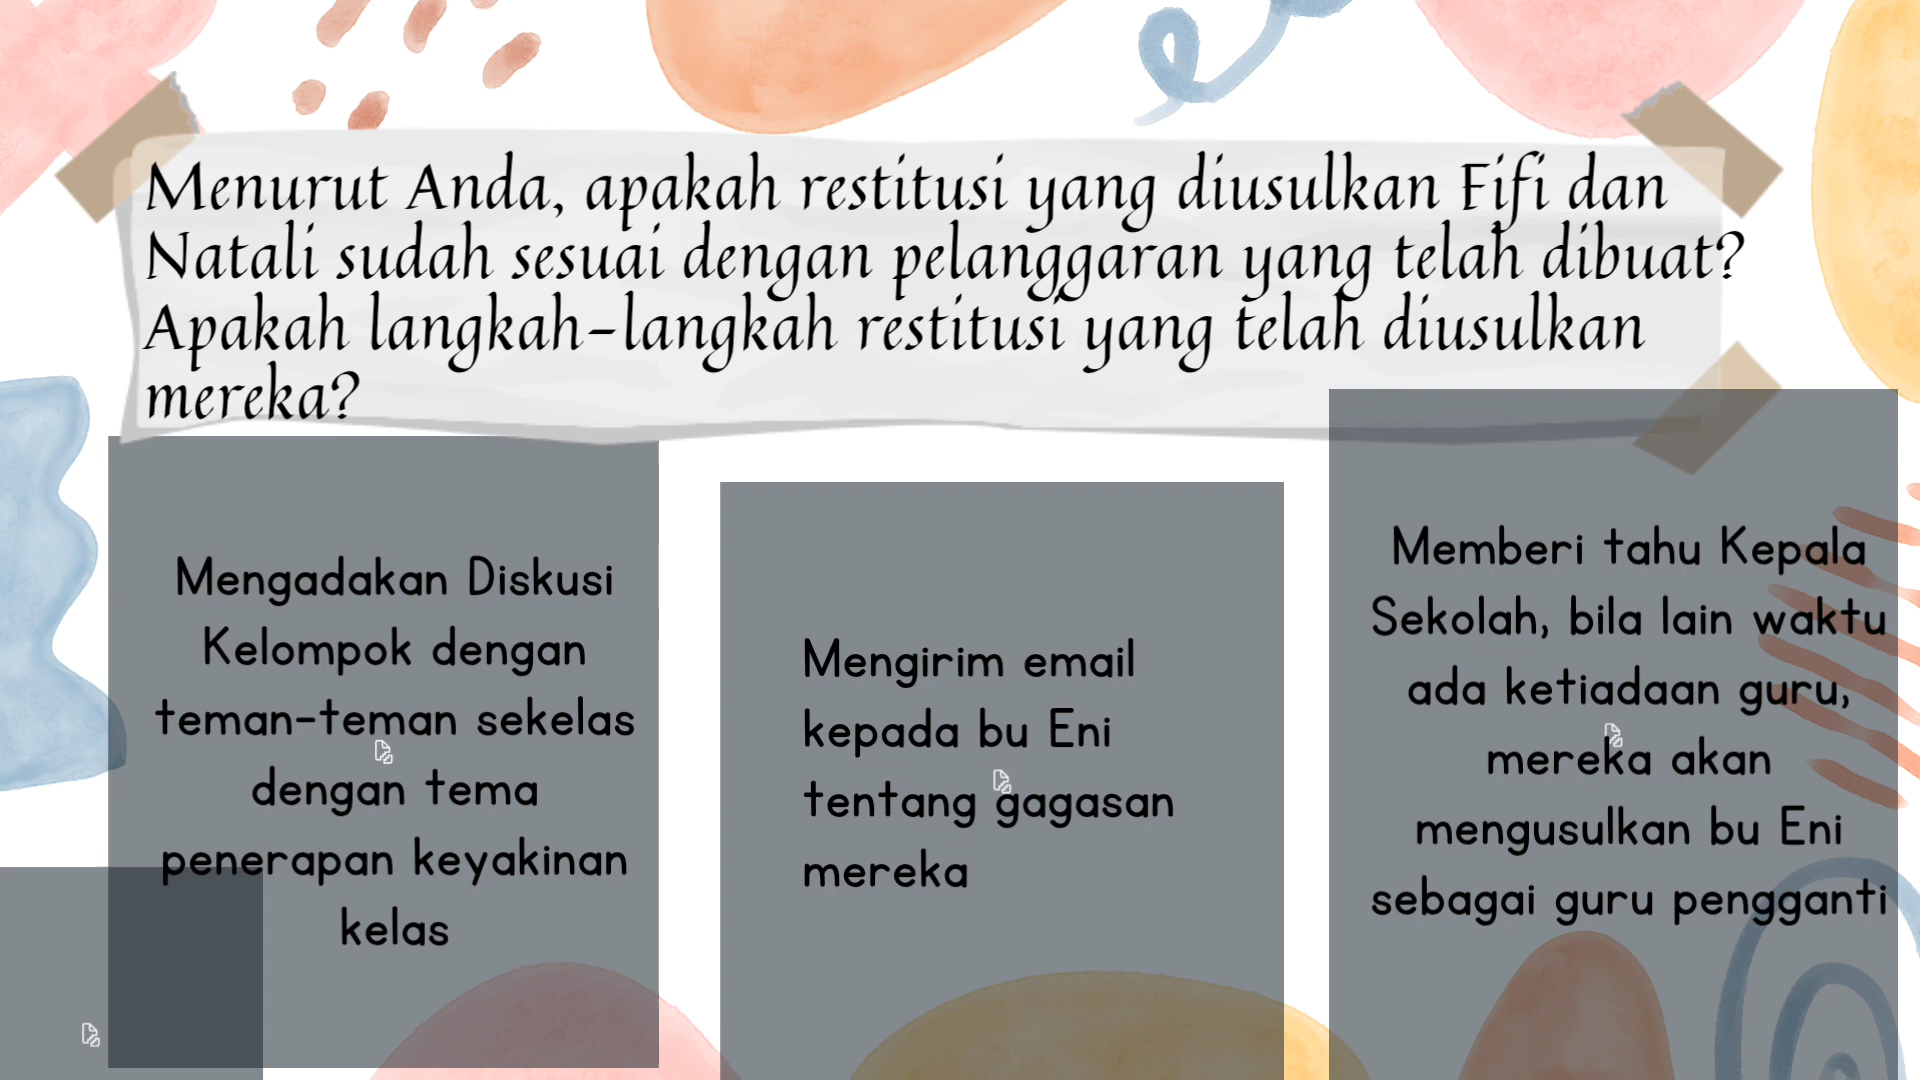 Menurut Anda, apakah restitusi yang diusulkan Fifi dan
Natali sudah sesuai dengan pelanggaran yang telah dibuat?
Apakah langkah-langkah restitusi yang telah diusulkan
mereka?
Mengadakan Diskusi
Kelompok dengan
teman-teman sekelas
dengan tema
penerapan keyakinan
kelas
Mengirim email
kepada bu Eni
tentang gagasan
mereka
Memberi tahu Kepala
Sekolah, bila lain waktu
ada ketiadaan guru,
mereka akan
mengusulkan bu Eni
sebagai guru pengganti